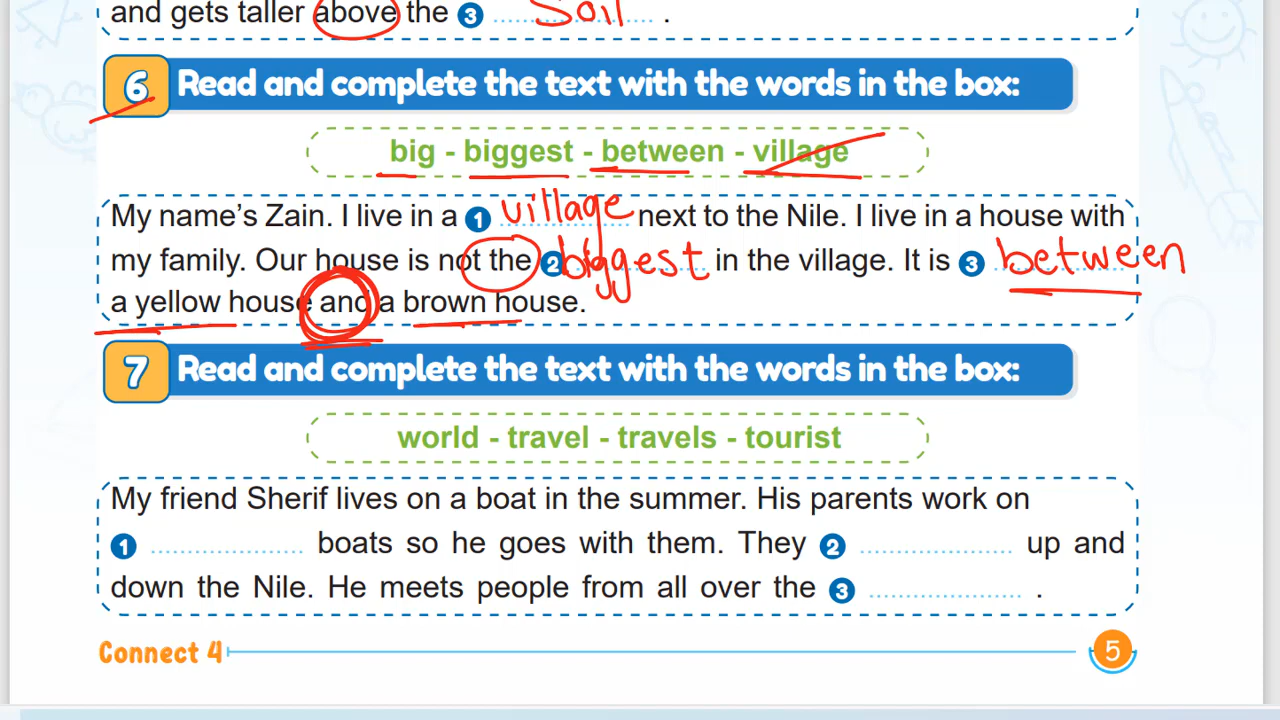 and gets taller above the 3 Soil .
6 Read and complete the text with the words in the box:
big - biggest - between - village
My name's Zain. I live in a 1 village next to the Nile. I live in a house with
my family. Our house is not the 2 biggest in the village. It is 3 between
a yellow house and a brown house.
7 Read and complete the text with the words in the box:
world - travel - travels - tourist
My friend Sherif lives on a boat in the summer. His parents work on
1 .................. boats so he goes with them. They 2 .................. up and
down the Nile. He meets people from all over the 3 .................. .
Connect 4
5